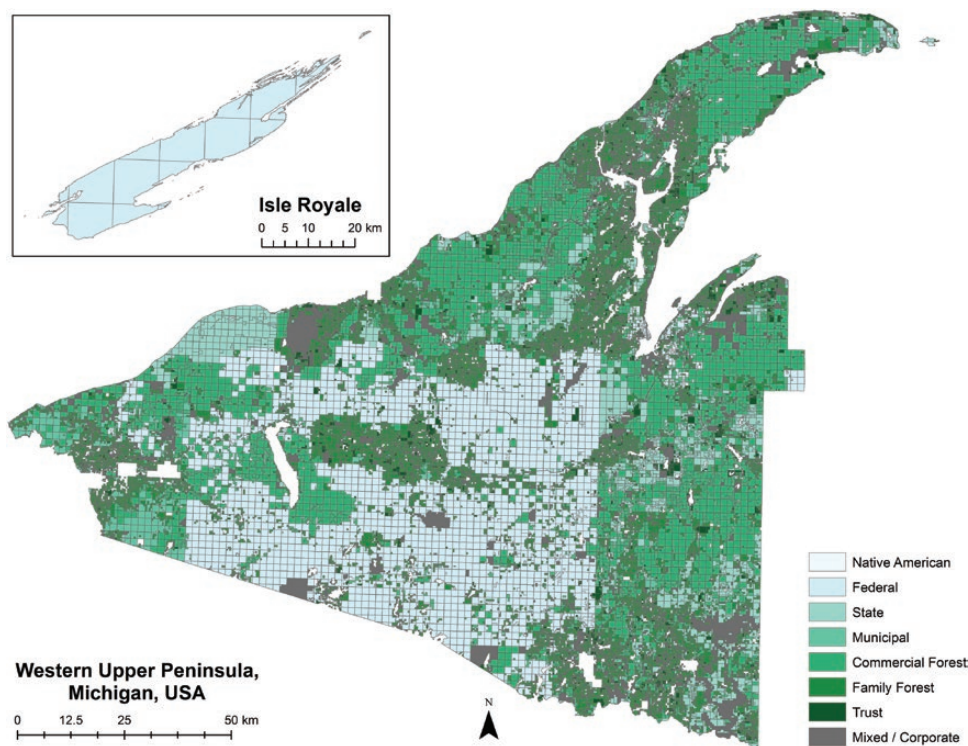 Isle Royale
0 5 10 20 km
Native American
Federal
State
Municipal
Commercial Forest
Family Forest
Trust
Mixed / Corporate
Western Upper Peninsula,
Michigan, USA
0 12.5 25 50 km
N